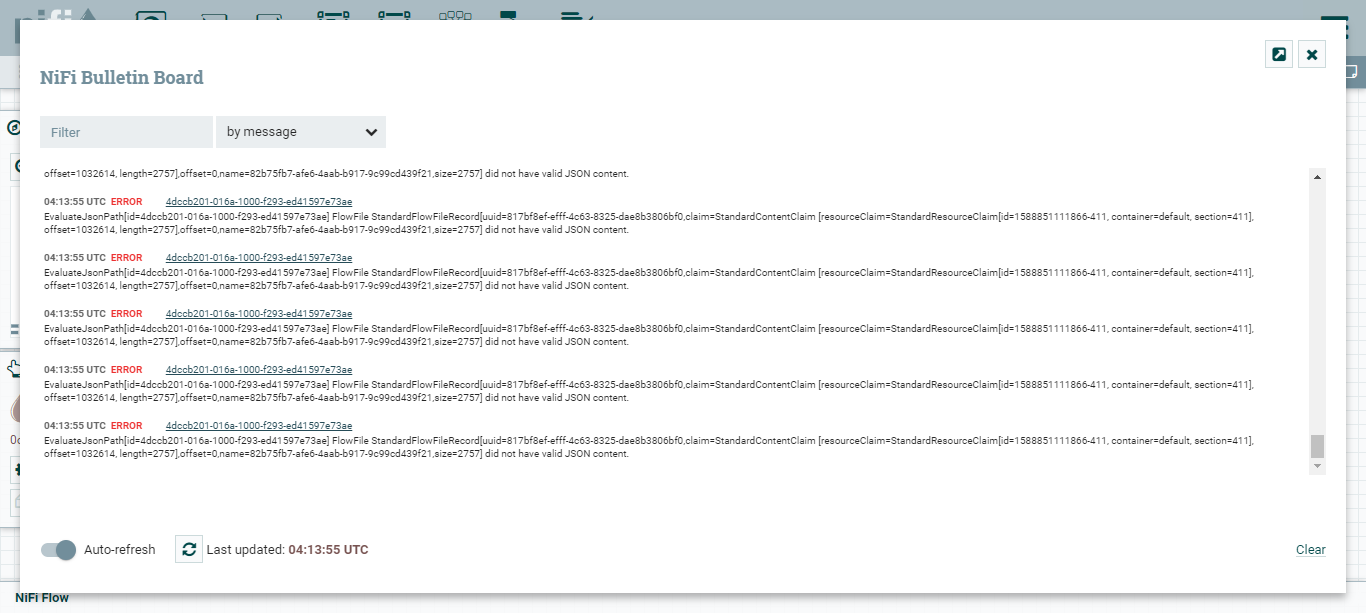 nifi
NiFi Bulletin Board
Filter
by message
offset=1032614, length=2757],offset=0,name=82b75fb7-afe6-4aab-b917-9c99cd439f21,size=2757] did not have valid JSON content.
04:13:55 UTC ERROR 4dccb201-016a-1000-f293-ed41597e73ae
EvaluateJsonPath[id=4dccb201-016a-1000-f293-ed41597e73ae] FlowFile StandardFlowFileRecord[uuid=817bf8ef-efff-4c63-8325-dae8b3806bf0,claim=StandardContentClaim [resourceClaim=StandardResourceClaim[id=1588851111866-411, container=default, section=411],
offset=1032614, length=2757],offset=0,name=82b75fb7-afe6-4aab-b917-9c99cd439f21,size=2757] did not have valid JSON content.
04:13:55 UTC ERROR 4dccb201-016a-1000-f293-ed41597e73ae
EvaluateJsonPath[id=4dccb201-016a-1000-f293-ed41597e73ae] FlowFile StandardFlowFileRecord[uuid=817bf8ef-efff-4c63-8325-dae8b3806bf0,claim=StandardContentClaim [resourceClaim=StandardResourceClaim[id=1588851111866-411, container=default, section=411],
offset=1032614, length=2757],offset=0,name=82b75fb7-afe6-4aab-b917-9c99cd439f21,size=2757] did not have valid JSON content.
04:13:55 UTC ERROR 4dccb201-016a-1000-f293-ed41597e73ae
EvaluateJsonPath[id=4dccb201-016a-1000-f293-ed41597e73ae] FlowFile StandardFlowFileRecord[uuid=817bf8ef-efff-4c63-8325-dae8b3806bf0,claim=StandardContentClaim [resourceClaim=StandardResourceClaim[id=1588851111866-411, container=default, section=411],
offset=1032614, length=2757],offset=0,name=82b75fb7-afe6-4aab-b917-9c99cd439f21,size=2757] did not have valid JSON content.
04:13:55 UTC ERROR 4dccb201-016a-1000-f293-ed41597e73ae
EvaluateJsonPath[id=4dccb201-016a-1000-f293-ed41597e73ae] FlowFile StandardFlowFileRecord[uuid=817bf8ef-efff-4c63-8325-dae8b3806bf0,claim=StandardContentClaim [resourceClaim=StandardResourceClaim[id=1588851111866-411, container=default, section=411],
offset=1032614, length=2757],offset=0,name=82b75fb7-afe6-4aab-b917-9c99cd439f21,size=2757] did not have valid JSON content.
04:13:55 UTC ERROR 4dccb201-016a-1000-f293-ed41597e73ae
EvaluateJsonPath[id=4dccb201-016a-1000-f293-ed41597e73ae] FlowFile StandardFlowFileRecord[uuid=817bf8ef-efff-4c63-8325-dae8b3806bf0,claim=StandardContentClaim [resourceClaim=StandardResourceClaim[id=1588851111866-411, container=default, section=411],
offset=1032614, length=2757],offset=0,name=82b75fb7-afe6-4aab-b917-9c99cd439f21,size=2757] did not have valid JSON content.
Auto-refresh
Last updated: 04:13:55 UTC
Clear
NiFi Flow